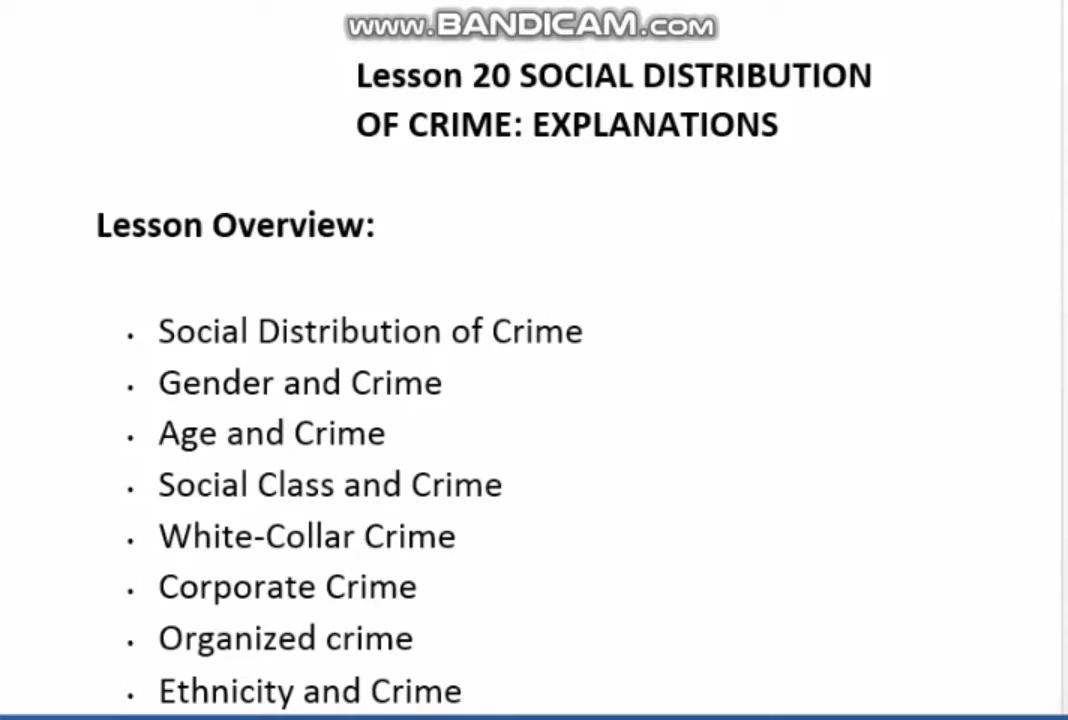 www.BANDICAM.com
Lesson 20 SOCIAL DISTRIBUTION
OF CRIME: EXPLANATIONS
Lesson Overview:
• Social Distribution of Crime
• Gender and Crime
• Age and Crime
• Social Class and Crime
• White-Collar Crime
• Corporate Crime
• Organized crime
• Ethnicity and Crime